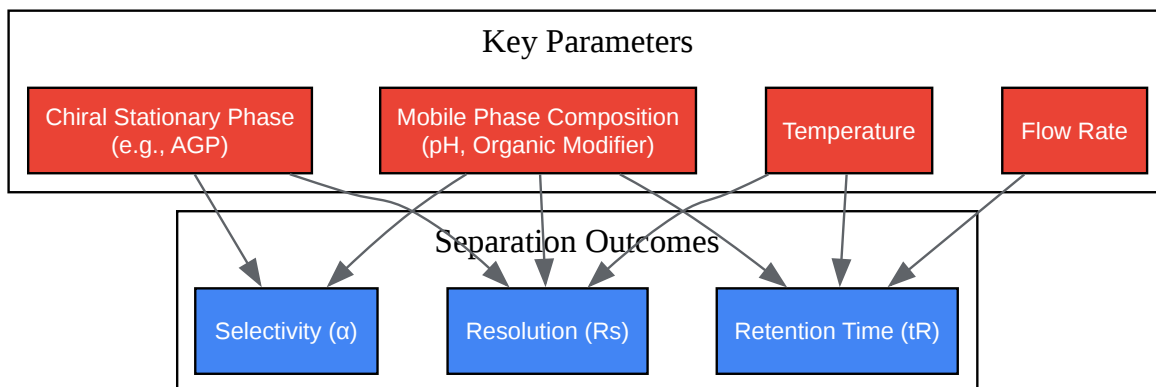 Key Parameters
Chiral Stationary Phase
(e.g., AGP)
Mobile Phase Composition
(pH, Organic Modifier)
Temperature
Flow Rate
Separation Outcomes
Selectivity (α)
Resolution (Rs)
Retention Time (tR)